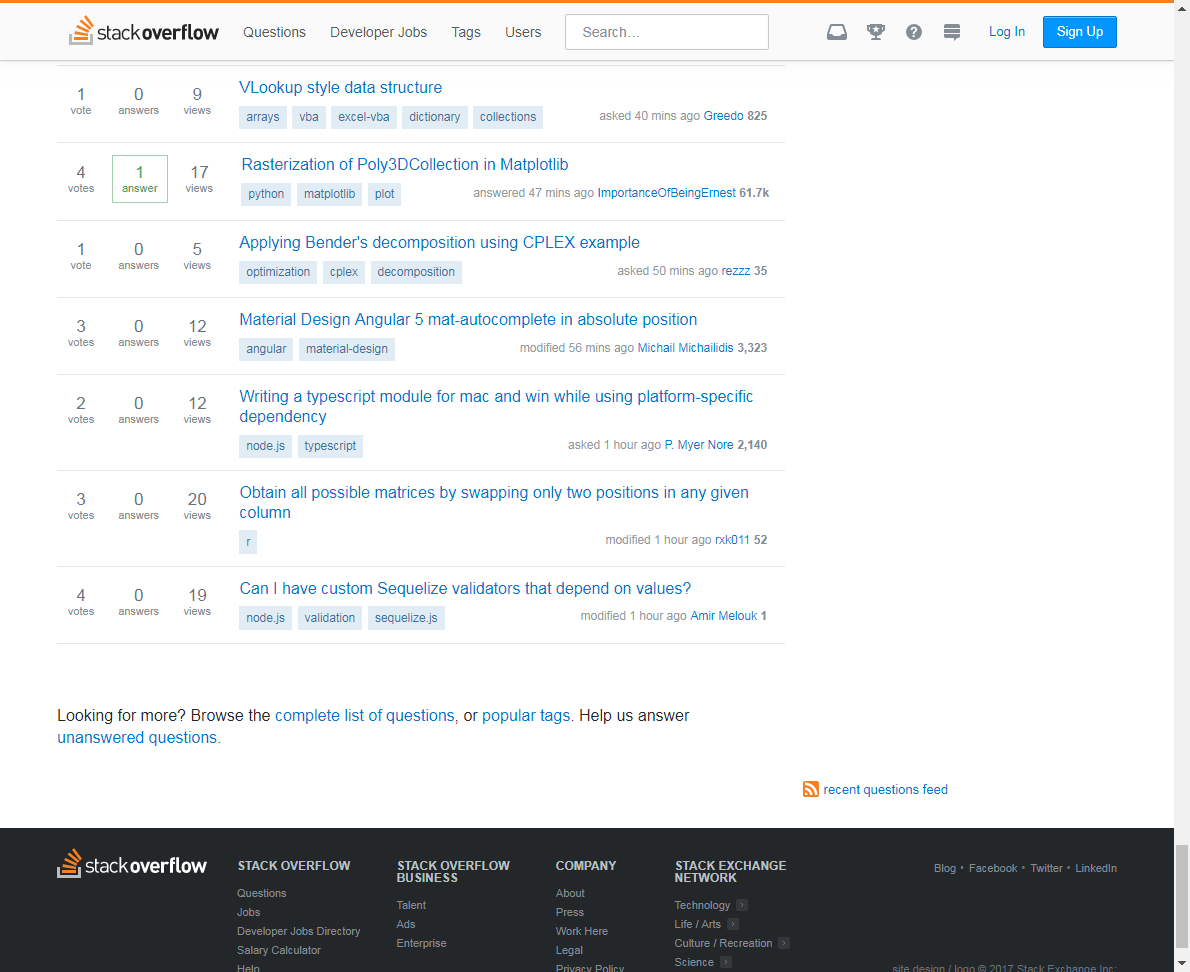 stackoverflow Questions Developer Jobs Tags Users Search... Log In Sign Up
1 0 9 VLookup style data structure
vote answers views
arrays vba excel-vba dictionary collections asked 40 mins ago Greedo 825
4 1 17 Rasterization of Poly3DCollection in Matplotlib
votes answer views
python matplotlib plot answered 47 mins ago ImportanceOfBeingErnest 61.7k
1 0 5 Applying Bender's decomposition using CPLEX example
vote answers views
optimization cplex decomposition asked 50 mins ago rezzz 35
3 0 12 Material Design Angular 5 mat-autocomplete in absolute position
votes answers views
angular material-design modified 56 mins ago Michail Michailidis 3,323
2 0 12 Writing a typescript module for mac and win while using platform-specific
votes answers views dependency
node.js typescript asked 1 hour ago P. Myer Nore 2,140
3 0 20 Obtain all possible matrices by swapping only two positions in any given
votes answers views column
r modified 1 hour ago rxk011 52
4 0 19 Can I have custom Sequelize validators that depend on values?
votes answers views
node.js validation sequelize.js modified 1 hour ago Amir Melouk 1
Looking for more? Browse the complete list of questions, or popular tags. Help us answer
unanswered questions.
recent questions feed
stackoverflow
STACK OVERFLOW
Questions
Jobs
Developer Jobs Directory
Salary Calculator
Help
STACK OVERFLOW
BUSINESS
Talent
Ads
Enterprise
COMPANY
About
Press
Work Here
Legal
Privacy Policy
STACK EXCHANGE
NETWORK
Technology
Life / Arts
Culture / Recreation
Science
Blog • Facebook • Twitter • LinkedIn
site design / logo © 2017 Stack Exchange Inc;